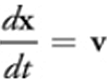 dx/dt = v